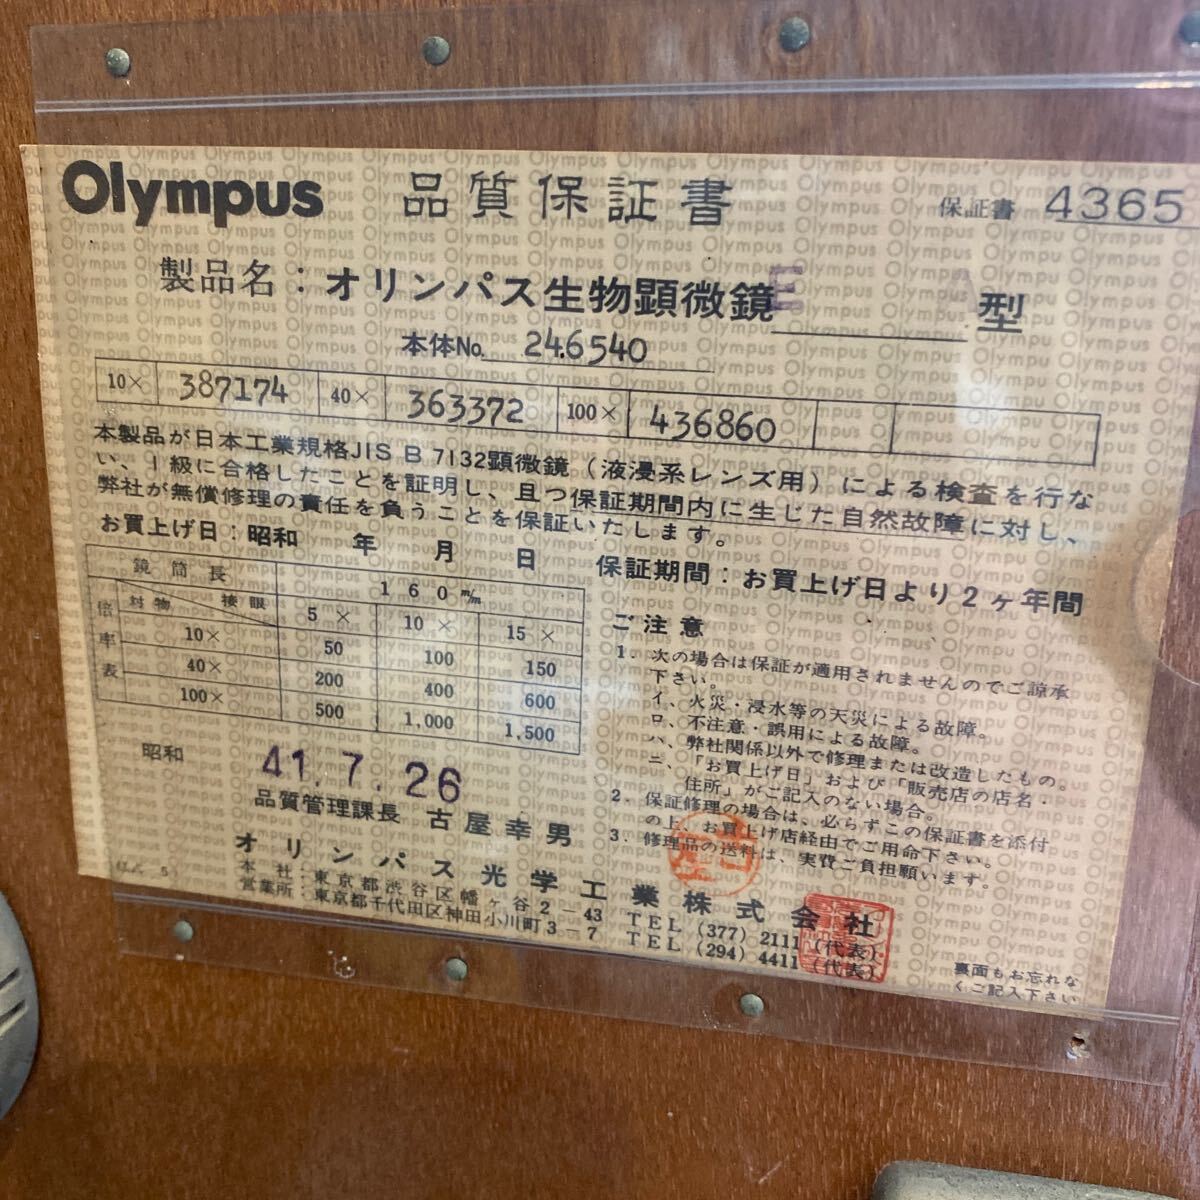 Olympus 品質保証書 保証書 4365
製品名：オリンパス生物顕微鏡 E 型
本体No. 246540
10× 387174 40× 363372 100× 436860
本製品が日本工業規格JIS B 7132顕微鏡（液浸系レンズ用）による検査を行な
い、1級に合格したことを証明し、且つ保証期間内に生じた自然故障に対し、
弊社が無償修理の責任を負うことを保証いたします。
お買上げ日：昭和 年 月 日 保証期間：お買上げ日より2ヶ年間
鏡筒長 160m/m
倍率表
対物 接眼 5× 10× 15×
10× 50 100 150
40× 200 400 600
100× 500 1,000 1,500
ご注意
1. 次の場合は保証が適用されませんのでご諒承
下さい。
イ、火災・浸水等の天災による故障。
ロ、不注意・誤用による故障。
ハ、弊社関係以外で修理または改造したもの。
ニ、「お買上げ日」および「販売店の店名・
住所」がご記入のない場合。
2. 保証修理の場合は、必らずこの保証書を添付
の上、お買上げ店経由でご用命下さい。
3. 修理品の送料は、実費ご負担願います。
昭和 41.7.26
品質管理課長 古屋幸男
オリンパス光学工業株式会社
本社：東京都渋谷区幡ヶ谷2－43 TEL (377) 2111 (代表)
営業所：東京都千代田区神田小川町3－7 TEL (294) 4411 (代表)
裏面もお忘れな
くご記入下さい